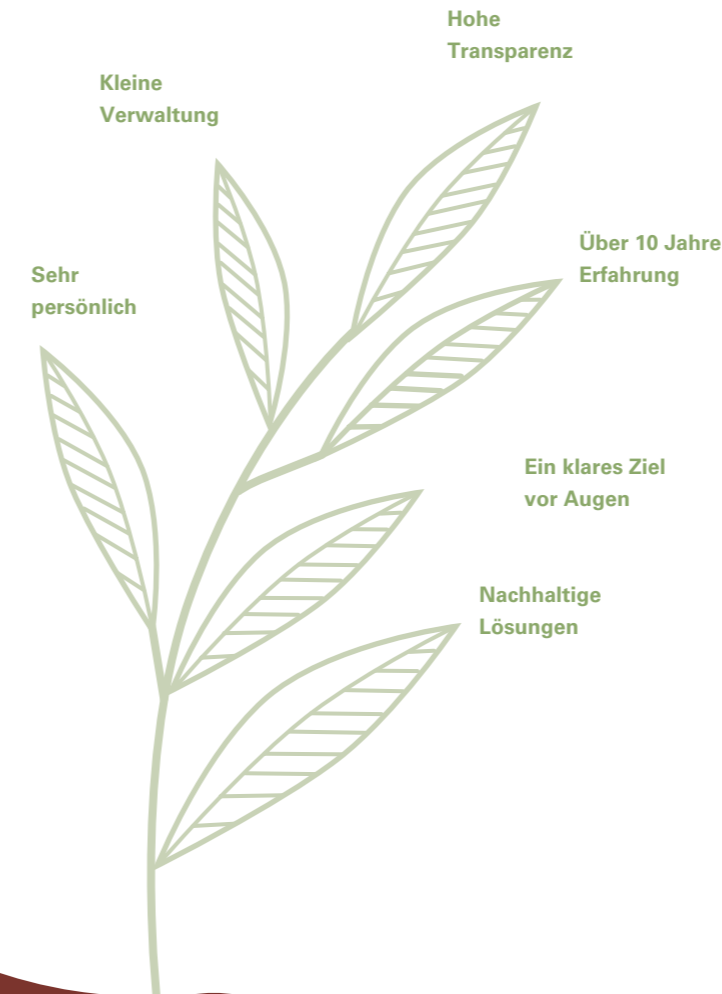 Hohe
Transparenz
Kleine
Verwaltung
Über 10 Jahre
Erfahrung
Sehr
persönlich
Ein klares Ziel
vor Augen
Nachhaltige
Lösungen